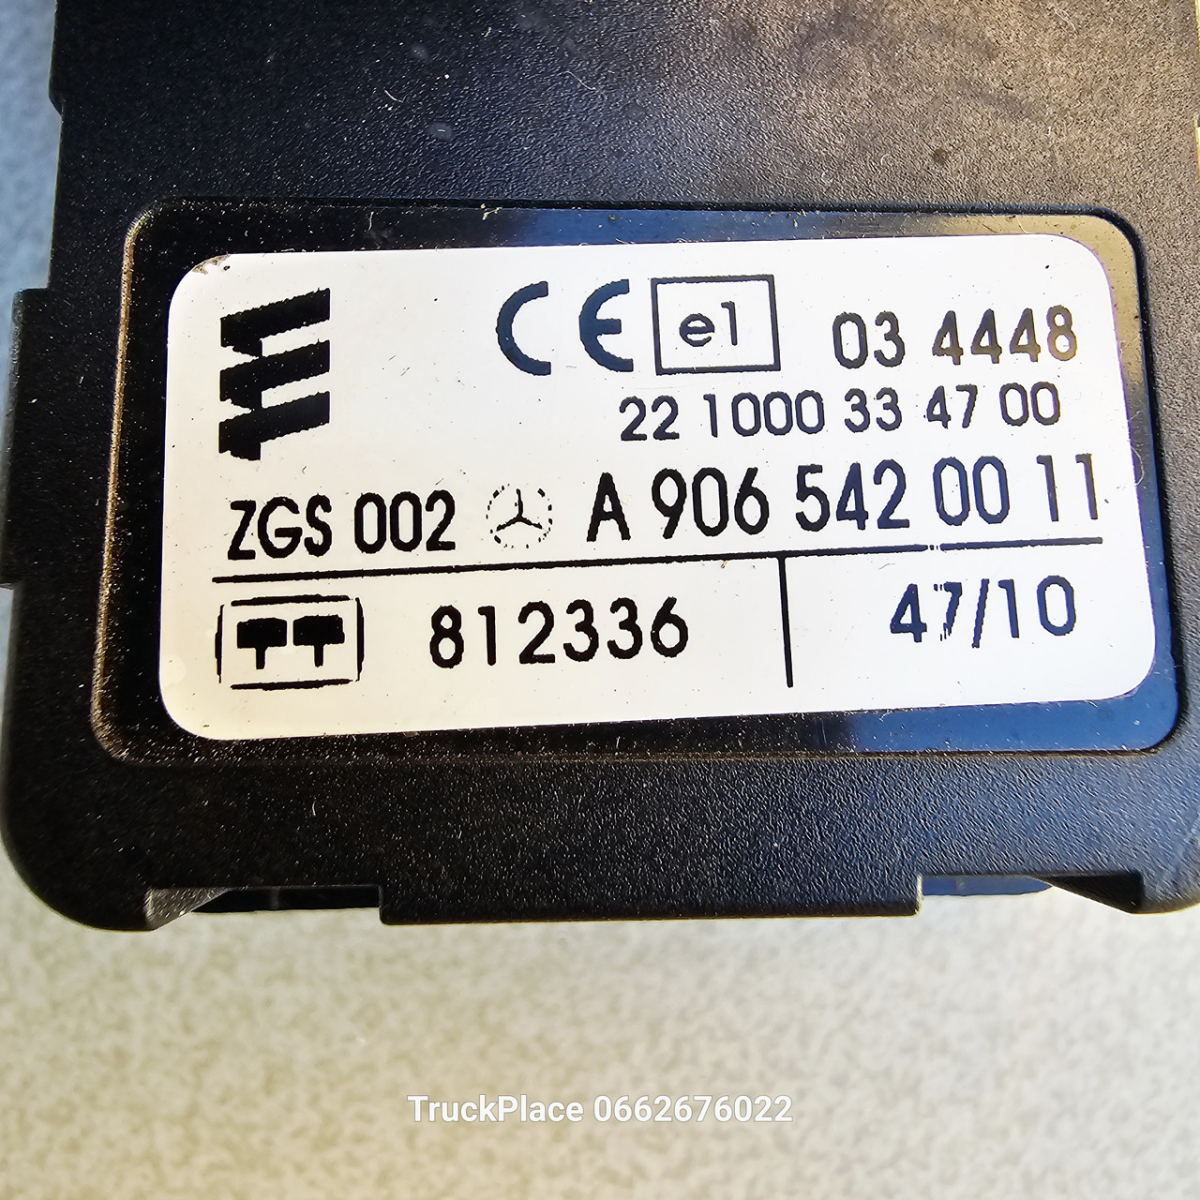 CE e1 03 4448
22 1000 33 47 00
ZGS 002 A 906 542 00 11
812336 47/10
TruckPlace 0662676022